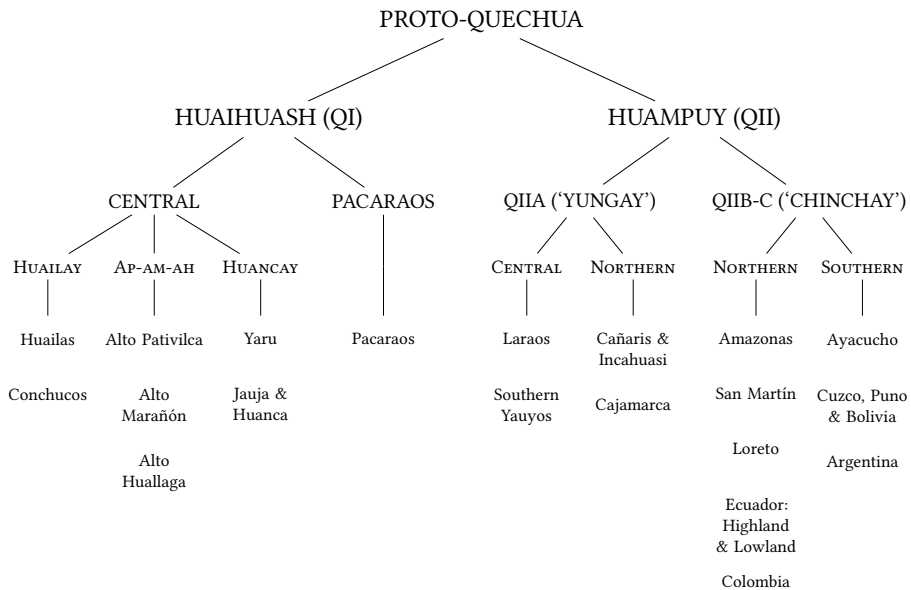 PROTO-QUECHUA
HUAIHUASH (QI)
HUAMPUY (QII)
CENTRAL
PACARAOS
QIIA (‘YUNGAY’)
QIIB-C (‘CHINCHAY’)
Huailay
Ap-am-ah
Huancay
Central
Northern
Northern
Southern
Huailas
Conchucos
Alto Pativilca
Alto
Marañón
Alto
Huallaga
Yaru
Jauja &
Huanca
Pacaraos
Laraos
Southern
Yauyos
Cañaris &
Incahuasi
Cajamarca
Amazonas
San Martín
Loreto
Ecuador:
Highland
& Lowland
Colombia
Ayacucho
Cuzco, Puno
& Bolivia
Argentina